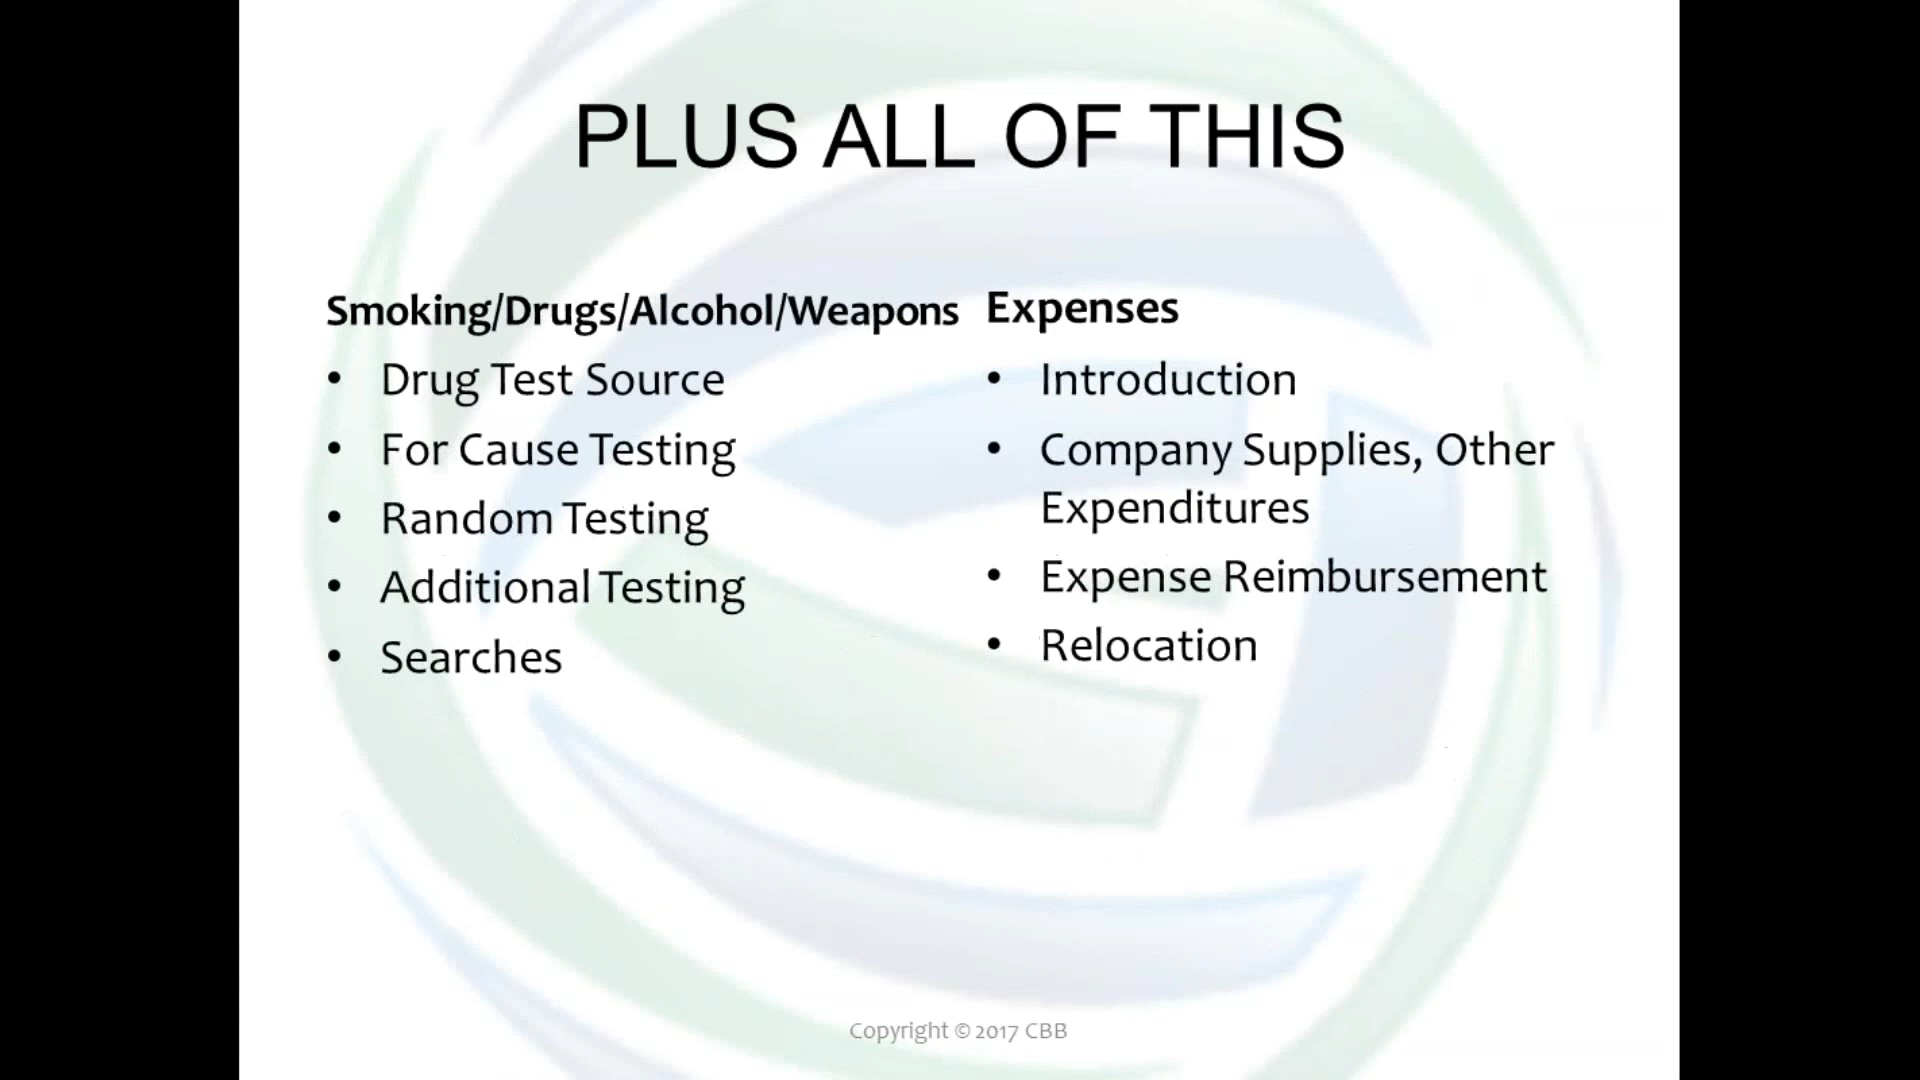 PLUS ALL OF THIS
Smoking/Drugs/Alcohol/Weapons
• Drug Test Source
• For Cause Testing
• Random Testing
• Additional Testing
• Searches
Expenses
• Introduction
• Company Supplies, Other
Expenditures
• Expense Reimbursement
• Relocation
Copyright © 2017 CBB